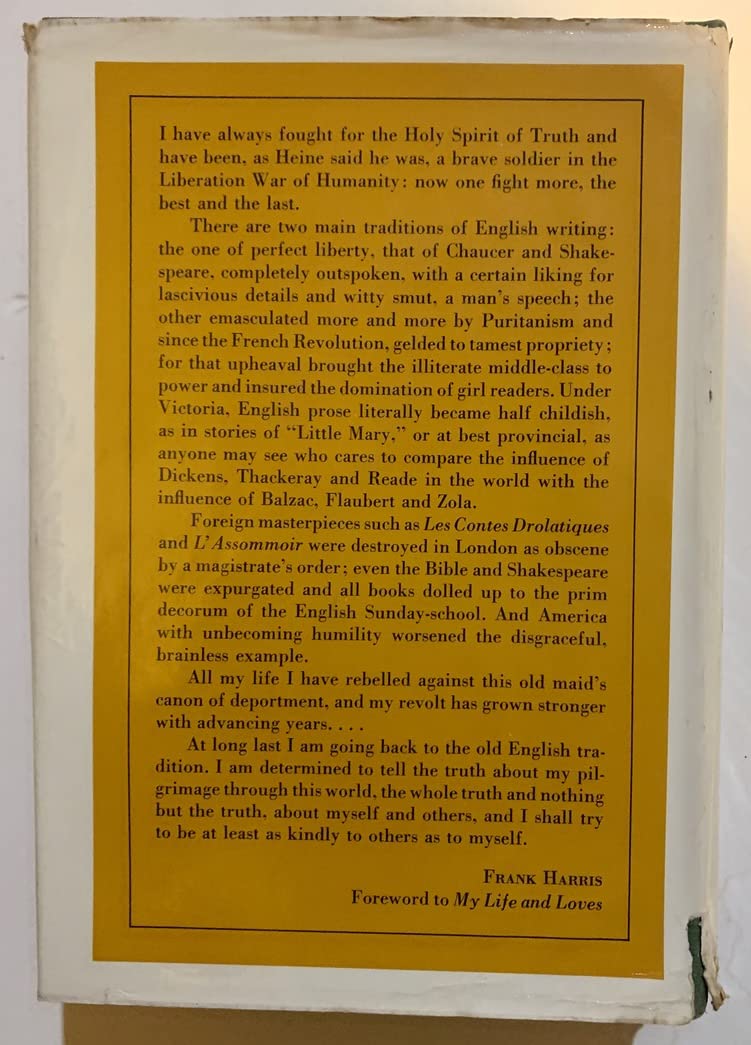 I have always fought for the Holy Spirit of Truth and
have been, as Heine said he was, a brave soldier in the
Liberation War of Humanity: now one fight more, the
best and the last.
There are two main traditions of English writing:
the one of perfect liberty, that of Chaucer and Shake-
speare, completely outspoken, with a certain liking for
lascivious details and witty smut, a man's speech; the
other emasculated more and more by Puritanism and
since the French Revolution, gelded to tamest propriety;
for that upheaval brought the illiterate middle-class to
power and insured the domination of girl readers. Under
Victoria, English prose literally became half childish,
as in stories of "Little Mary," or at best provincial, as
anyone may see who cares to compare the influence of
Dickens, Thackeray and Reade in the world with the
influence of Balzac, Flaubert and Zola.
Foreign masterpieces such as Les Contes Drolatiques
and L'Assommoir were destroyed in London as obscene
by a magistrate's order; even the Bible and Shakespeare
were expurgated and all books dolled up to the prim
decorum of the English Sunday-school. And America
with unbecoming humility worsened the disgraceful,
brainless example.
All my life I have rebelled against this old maid's
canon of deportment, and my revolt has grown stronger
with advancing years. . . .
At long last I am going back to the old English tra-
dition. I am determined to tell the truth about my pil-
grimage through this world, the whole truth and nothing
but the truth, about myself and others, and I shall try
to be at least as kindly to others as to myself.
FRANK HARRIS
Foreword to My Life and Loves